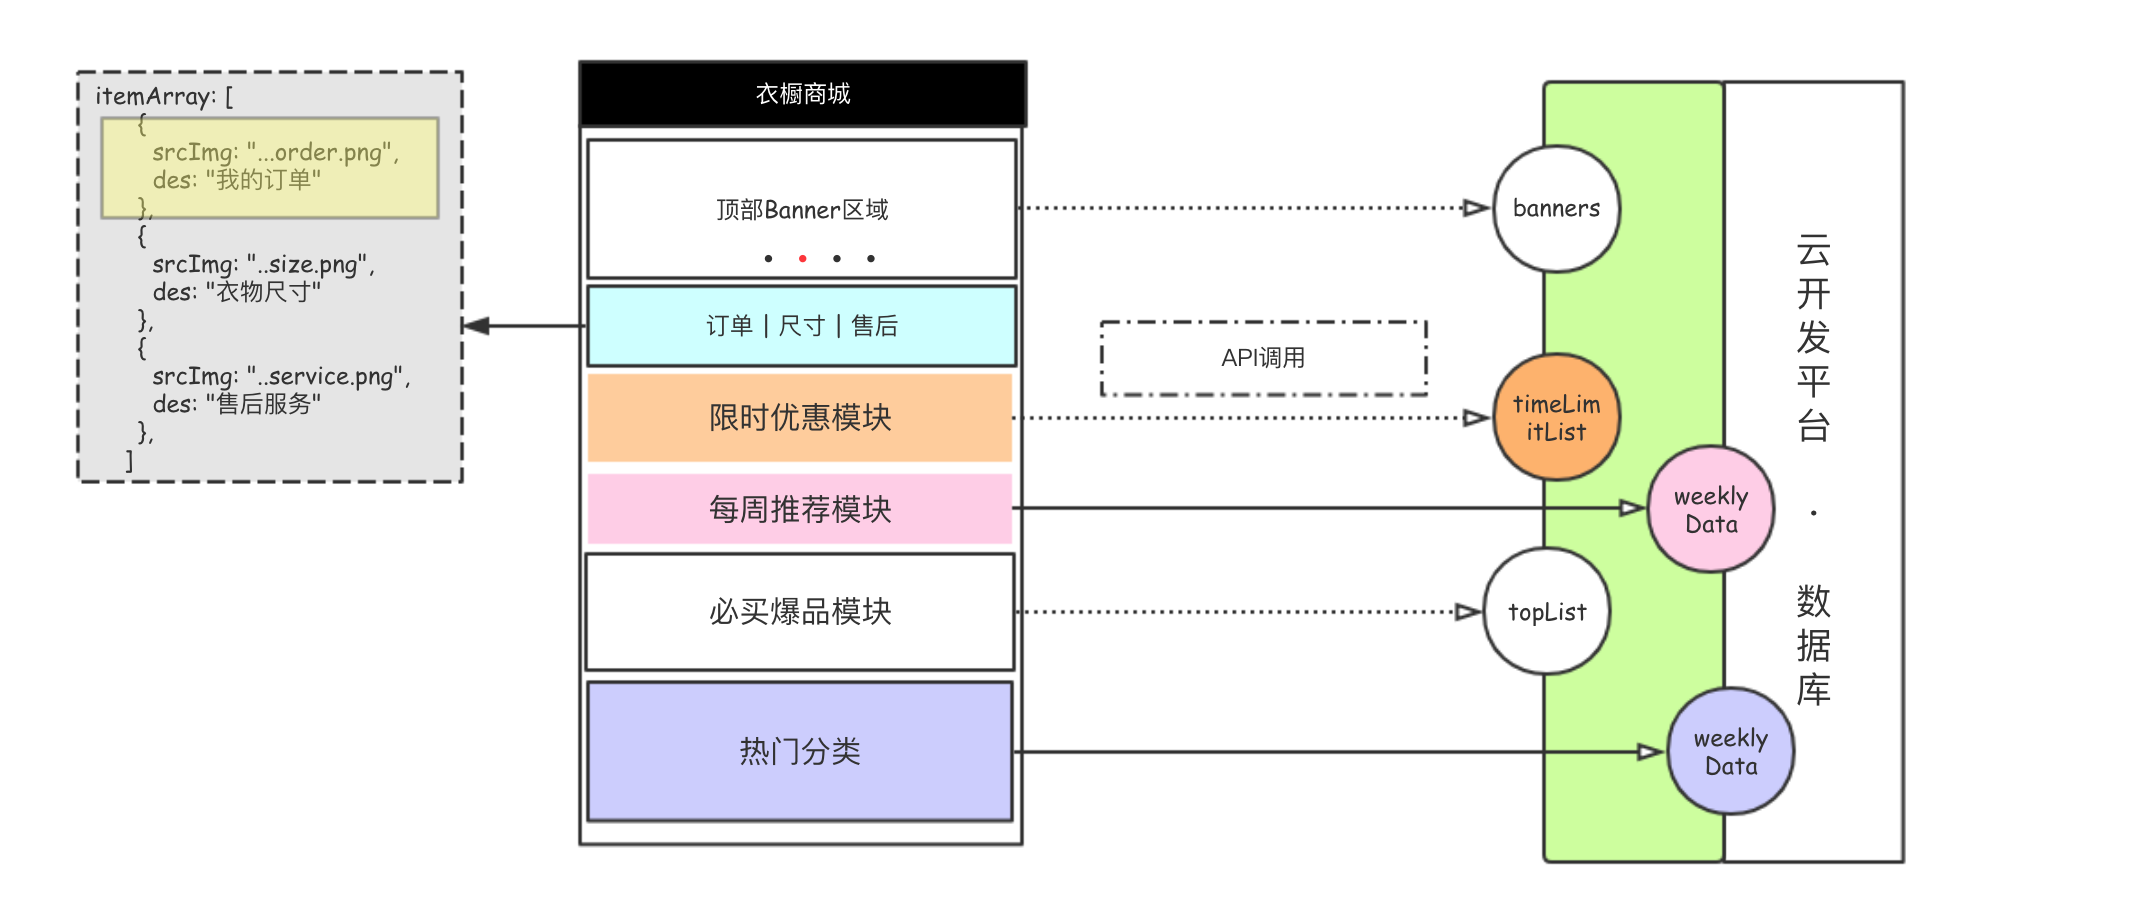 itemArray: [
{
srcImg: "...order.png",
des: "我的订单"
},
{
srcImg: "..size.png",
des: "衣物尺寸"
},
{
srcImg: "..service.png",
des: "售后服务"
},
]
衣橱商城
顶部Banner区域
订单 | 尺寸 | 售后
限时优惠模块
每周推荐模块
必买爆品模块
热门分类
API调用
banners
timeLim
itList
weekly
Data
topList
weekly
Data
云开发平台 · 数据库